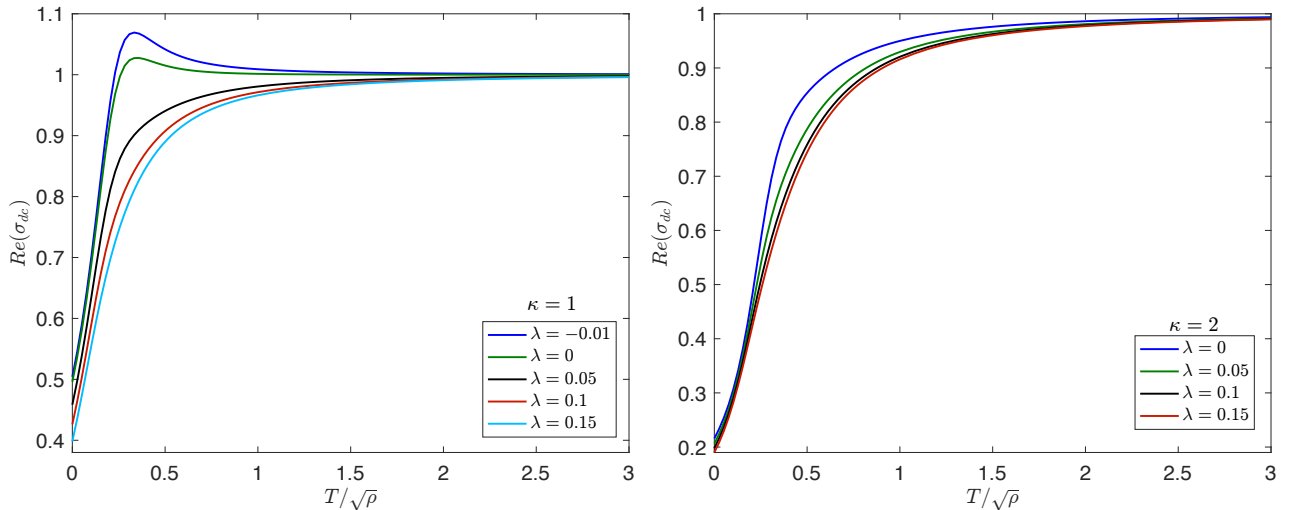 1.1
1
0.9
0.8
0.7
0.6
0.5
0.4
Re(σ_dc)
0 0.5 1 1.5 2 2.5 3
T/√ρ
κ = 1
λ = −0.01
λ = 0
λ = 0.05
λ = 0.1
λ = 0.15
1
0.9
0.8
0.7
0.6
0.5
0.4
0.3
0.2
Re(σ_dc)
0 0.5 1 1.5 2 2.5 3
T/√ρ
κ = 2
λ = 0
λ = 0.05
λ = 0.1
λ = 0.15